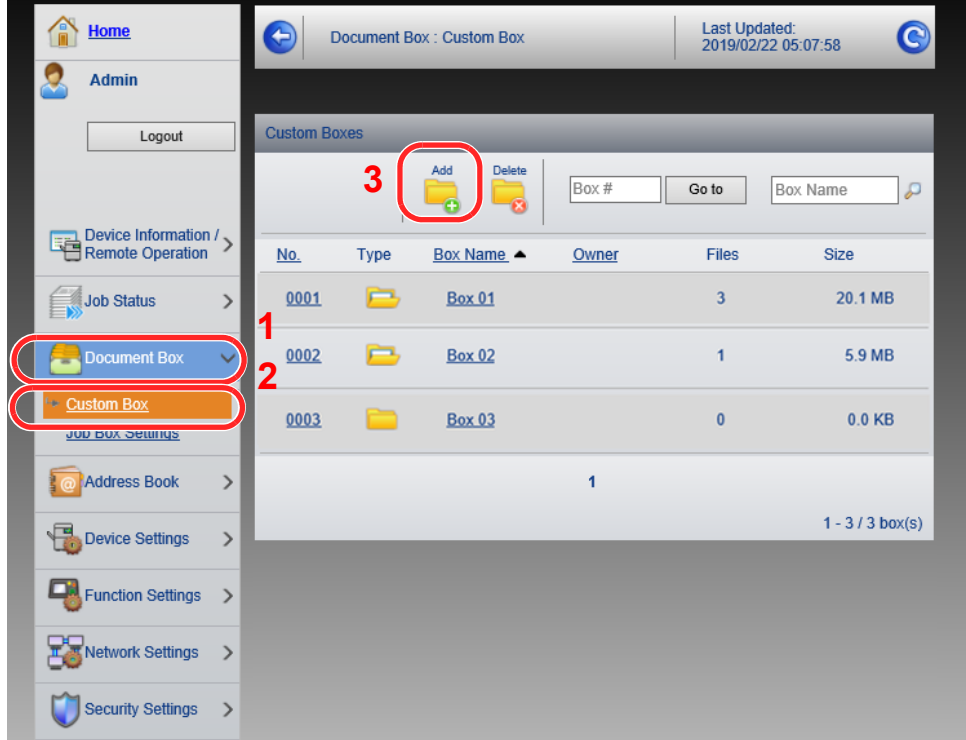 Home
Admin
Logout
Device Information /
Remote Operation
Job Status
1
Document Box
2
Custom Box
Job Box Settings
Address Book
Device Settings
Function Settings
Network Settings
Security Settings
Document Box : Custom Box
Last Updated:
2019/02/22 05:07:58
Custom Boxes
3 Add Delete Box # Go to Box Name
No. Type Box Name Owner Files Size
0001 Box 01 3 20.1 MB
0002 Box 02 1 5.9 MB
0003 Box 03 0 0.0 KB
1
1 - 3 / 3 box(s)